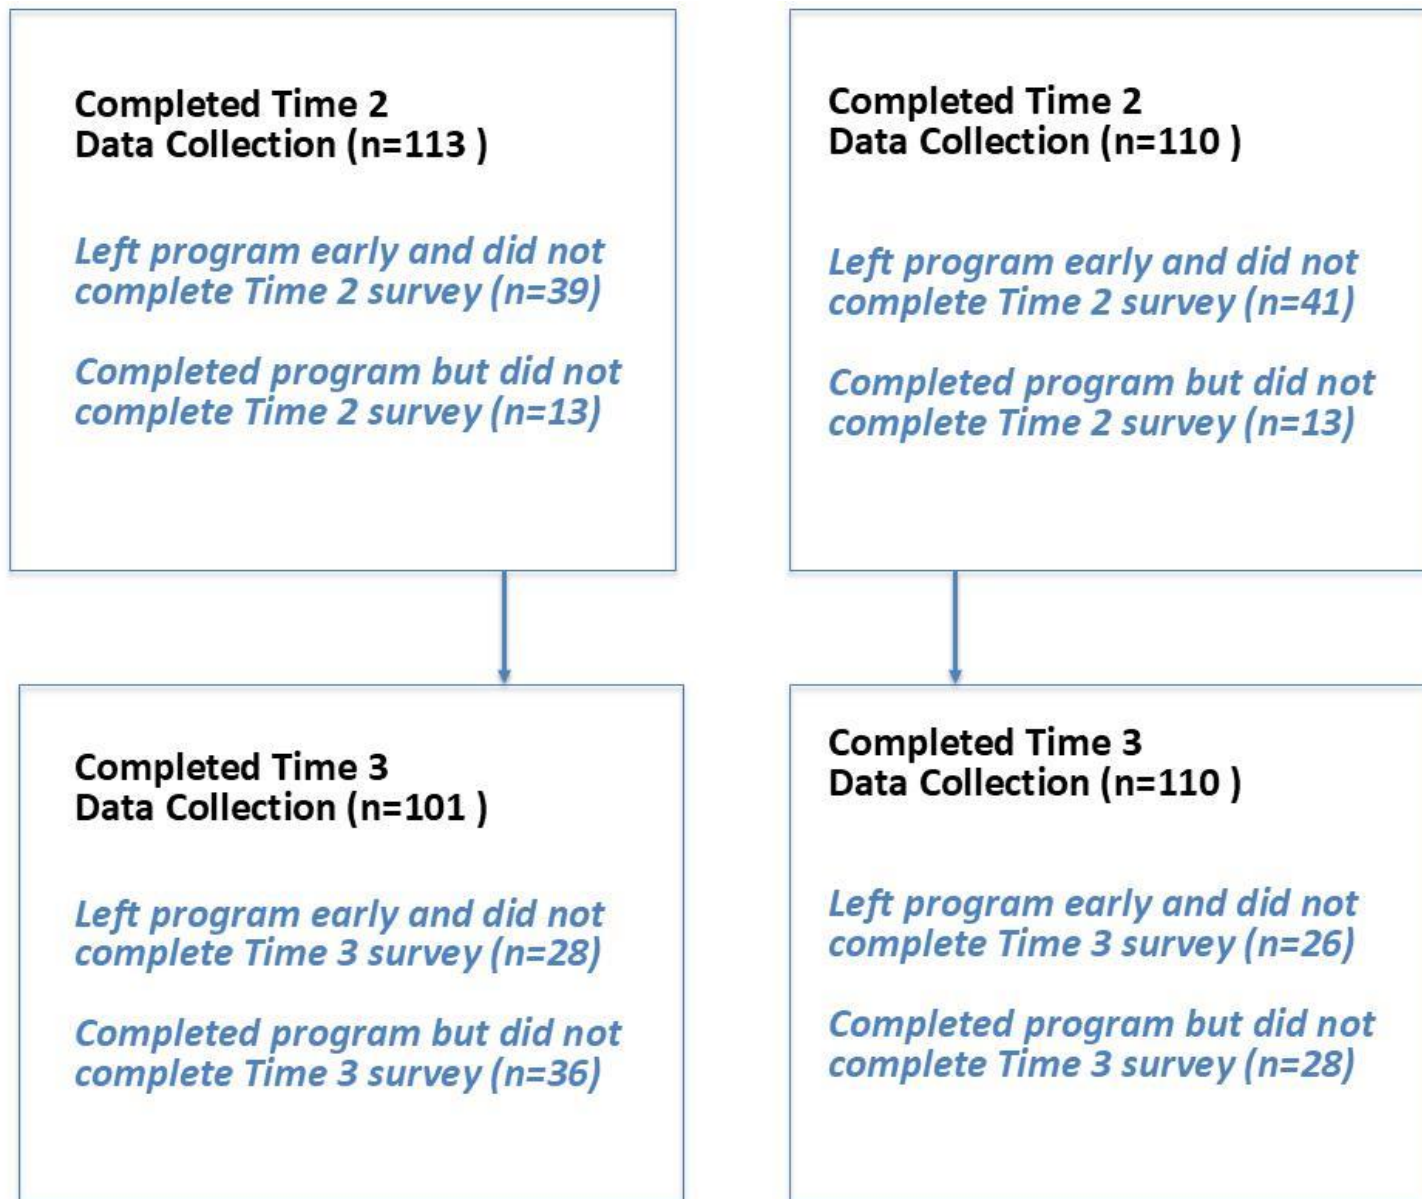 Completed Time 2
Data Collection (n=113 )
Left program early and did not
complete Time 2 survey (n=39)
Completed program but did not
complete Time 2 survey (n=13)
Completed Time 2
Data Collection (n=110 )
Left program early and did not
complete Time 2 survey (n=41)
Completed program but did not
complete Time 2 survey (n=13)
Completed Time 3
Data Collection (n=101 )
Left program early and did not
complete Time 3 survey (n=28)
Completed program but did not
complete Time 3 survey (n=36)
Completed Time 3
Data Collection (n=110 )
Left program early and did not
complete Time 3 survey (n=26)
Completed program but did not
complete Time 3 survey (n=28)